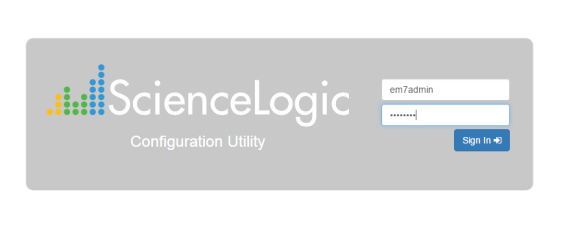 ScienceLogic
Configuration Utility
em7admin
••••••••
Sign In